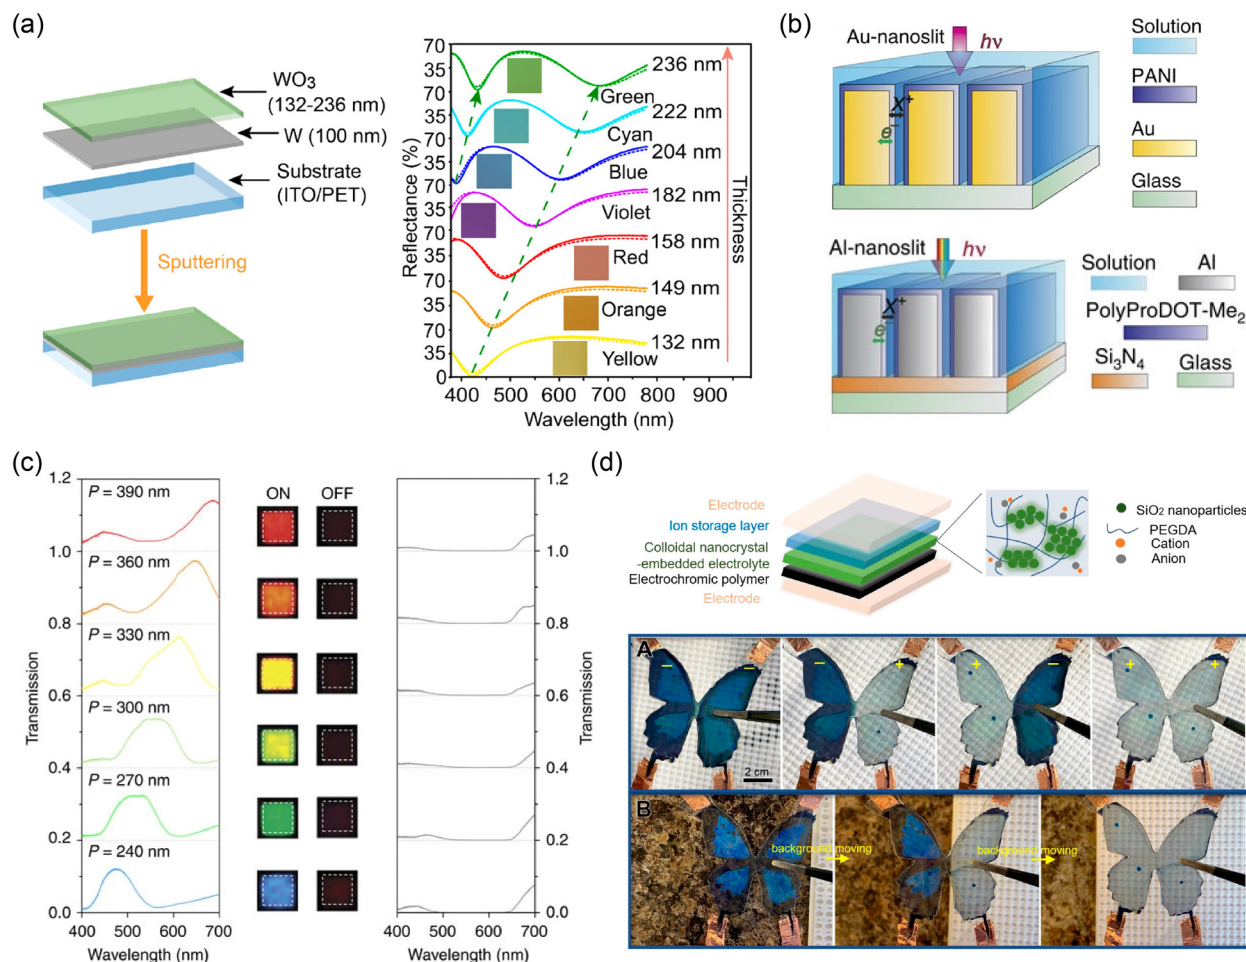 (a)
WO3
(132-236 nm)
W (100 nm)
Substrate
(ITO/PET)
Sputtering
Reflectance (%)
70
35
70
35
70
35
70
35
70
35
70
35
70
35
0
236 nm
Green
222 nm
Cyan
204 nm
Blue
182 nm
Violet
158 nm
Red
149 nm
Orange
132 nm
Yellow
Thickness
400 500 600 700 800 900
Wavelength (nm)
(b)
Au-nanoslit
hν
X+
e−
Solution
PANI
Au
Glass
Al-nanoslit
hν
X+
e
Solution
Al
PolyProDOT-Me2
Si3N4
Glass
(c)
Transmission
1.2
1.0
0.8
0.6
0.4
0.2
0.0
P = 390 nm
P = 360 nm
P = 330 nm
P = 300 nm
P = 270 nm
P = 240 nm
400 500 600 700
Wavelength (nm)
ON OFF
1.2
1.0
0.8
0.6
0.4
0.2
0.0
Transmission
400 500 600 700
Wavelength (nm)
(d)
Electrode
Ion storage layer
Colloidal nanocrystal
-embedded electrolyte
Electrochromic polymer
Electrode
SiO2 nanoparticles
PEGDA
Cation
Anion
A
− −
− +
+ −
+ +
2 cm
B
background moving
background moving